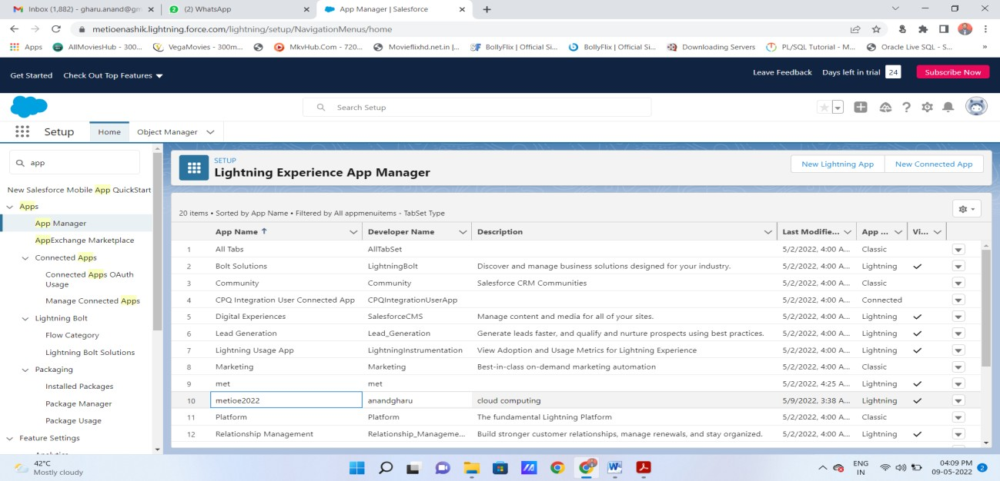 Inbox (1,882) - gharu.anand@gm
(2) WhatsApp
App Manager | Salesforce
metioenashik.lightning.force.com/lightning/setup/NavigationMenus/home
Apps AllMoviesHub - 300... VegaMovies - 300m... MkvHub.Com - 720... Movieflixhd.net.in |... BollyFlix | Official Si... BollyFlix | Official Si... Downloading Servers PL/SQL Tutorial - M... Oracle Live SQL - S... »
Get Started Check Out Top Features Leave Feedback Days left in trial 24 Subscribe Now
Search Setup
Setup Home Object Manager
app
New Salesforce Mobile App QuickStart
Apps
App Manager
AppExchange Marketplace
Connected Apps
Connected Apps OAuth
Usage
Manage Connected Apps
Lightning Bolt
Flow Category
Lightning Bolt Solutions
Packaging
Installed Packages
Package Manager
Package Usage
Feature Settings
SETUP
Lightning Experience App Manager
New Lightning App New Connected App
20 items • Sorted by App Name • Filtered by All appmenuitems - TabSet Type
App Name ↑ Developer Name Description Last Modifie... App ... Vi...
1 All Tabs AllTabSet 5/2/2022, 4:00 A... Classic
2 Bolt Solutions LightningBolt Discover and manage business solutions designed for your industry. 5/2/2022, 4:00 A... Lightning
3 Community Community Salesforce CRM Communities 5/2/2022, 4:00 A... Classic
4 CPQ Integration User Connected App CPQIntegrationUserApp 5/2/2022, 4:00 A... Connected
5 Digital Experiences SalesforceCMS Manage content and media for all of your sites. 5/2/2022, 4:00 A... Lightning
6 Lead Generation Lead_Generation Generate leads faster, and qualify and nurture prospects using best practices. 5/2/2022, 4:00 A... Lightning
7 Lightning Usage App LightningInstrumentation View Adoption and Usage Metrics for Lightning Experience 5/2/2022, 4:00 A... Lightning
8 Marketing Marketing Best-in-class on-demand marketing automation 5/2/2022, 4:00 A... Classic
9 met met 5/2/2022, 4:25 A... Lightning
10 metioe2022 anandgharu cloud computing 5/9/2022, 3:38 A... Lightning
11 Platform Platform The fundamental Lightning Platform 5/2/2022, 4:00 A... Classic
12 Relationship Management Relationship_Manageme... Build stronger customer relationships, manage renewals, and stay organized. 5/2/2022, 4:00 A... Lightning
42°C
Mostly cloudy
ENG
IN
04:09 PM
09-05-2022
2